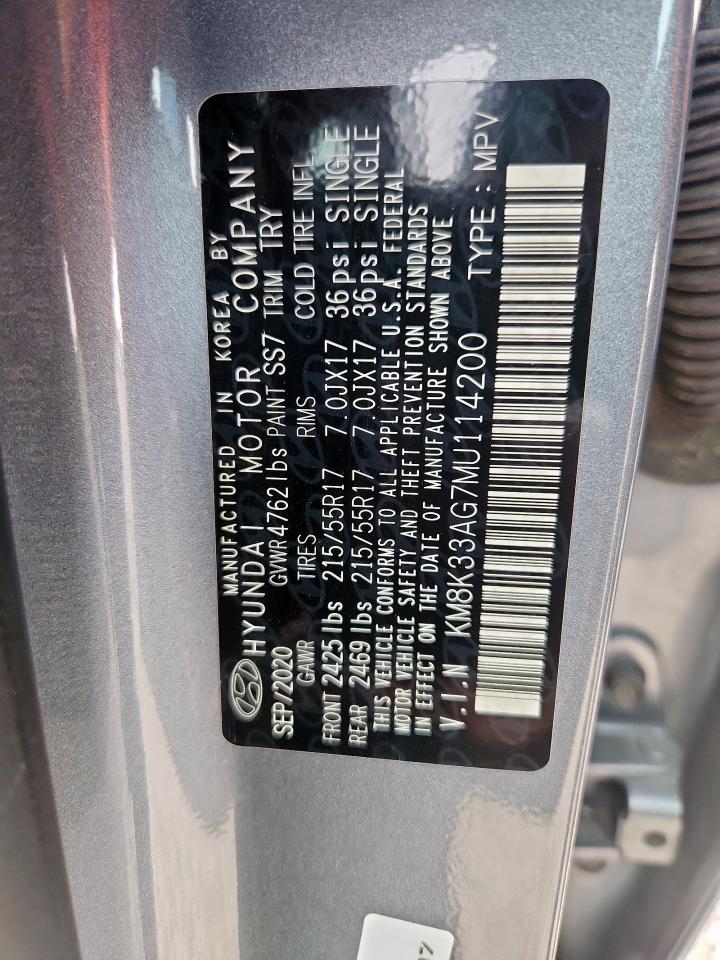 MANUFACTURED IN KOREA BY
HYUNDAI MOTOR COMPANY
SEP/2020 GVWR 4762 lbs PAINT SS7 TRIM TRY
GAWR TIRES RIMS COLD TIRE INFL
FRONT 2425 lbs 215/55R17 7.0JX17 36psi SINGLE
REAR 2469 lbs 215/55R17 7.0JX17 36psi SINGLE
THIS VEHICLE CONFORMS TO ALL APPLICABLE U.S.A. FEDERAL
MOTOR VEHICLE SAFETY AND THEFT PREVENTION STANDARDS
IN EFFECT ON THE DATE OF MANUFACTURE SHOWN ABOVE.
V.I.N KM8K33AG7MU114200 TYPE : MPV